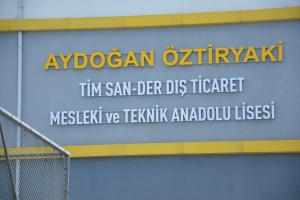 AYDOĞAN ÖZTİRYAKİ
TİM SAN-DER DIŞ TİCARET
MESLEKİ ve TEKNİK ANADOLU LİSESİ